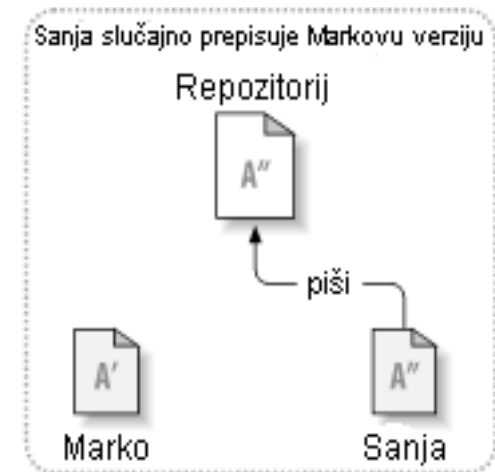 Sanja slučajno prepisuje Markovu verziju
Repozitorij
A″
piši
A′
A″
Marko
Sanja